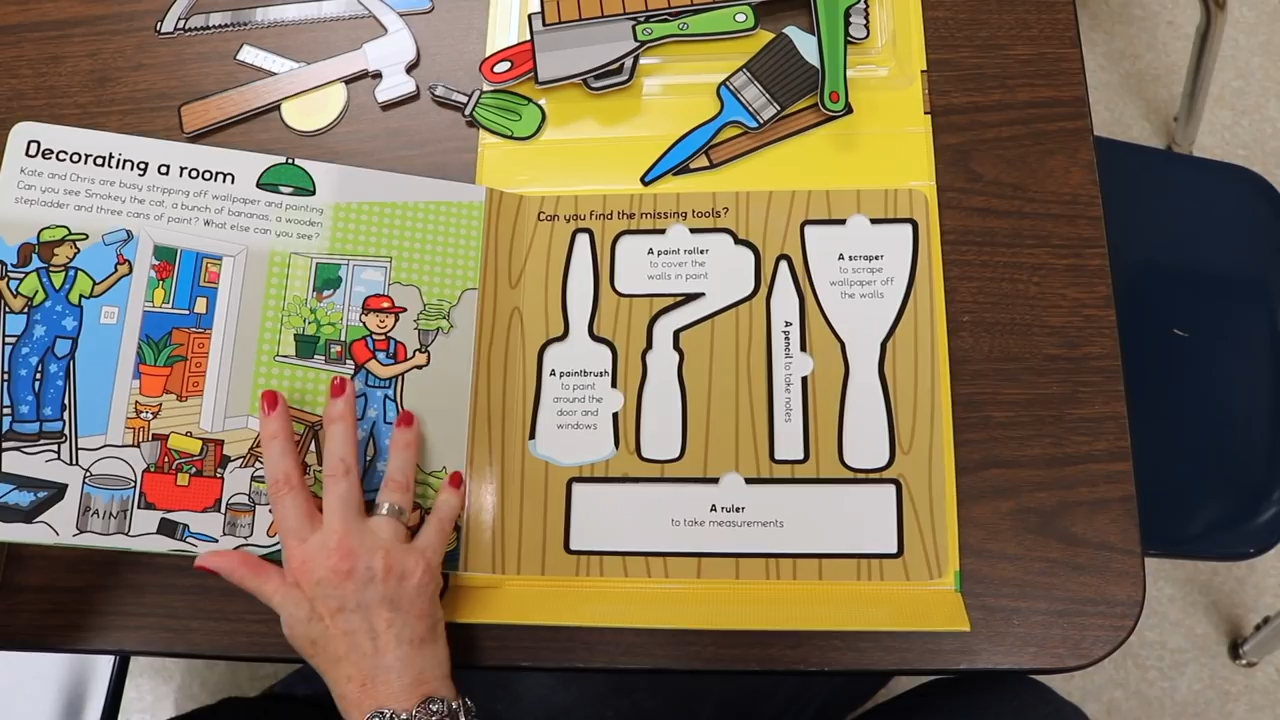 Decorating a room
Kate and Chris are busy stripping off wallpaper and painting
Can you see Smokey the cat, a bunch of bananas, a wooden
stepladder and three cans of paint? What else can you see?
PAINT
PAINT
Can you find the missing tools?
A paintbrush
to paint
around the
door and
windows
A paint roller
to cover the
walls in paint
A pencil to take notes
A scraper
to scrape
wallpaper off
the walls
A ruler
to take measurements